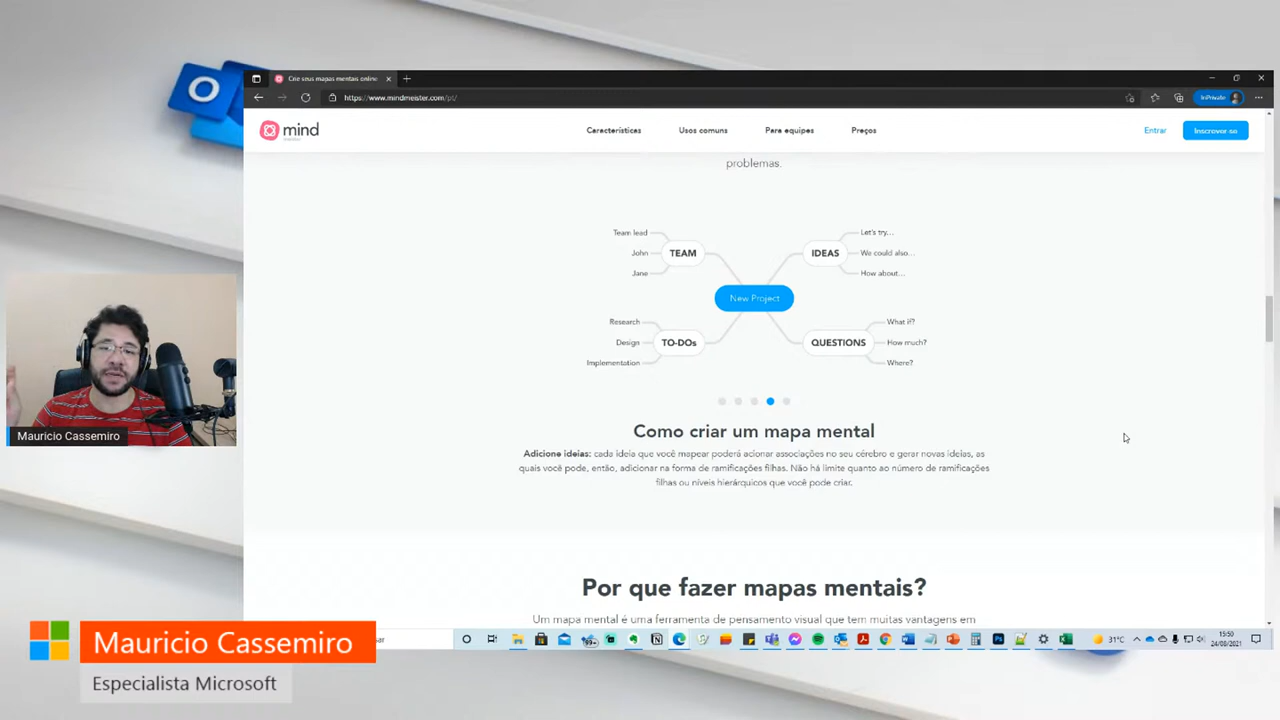 Crie seus mapas mentais online
https://www.mindmeister.com/pt/
InPrivate
mind
Características
Usos comuns
Para equipes
Preços
Entrar
Inscrever-se
problemas.
Team lead
John
Jane
TEAM
IDEAS
Let's try...
We could also...
How about...
New Project
Research
Design
Implementation
TO-DOs
QUESTIONS
What if?
How much?
Where?
Como criar um mapa mental
Adicione ideias: cada ideia que você mapear poderá acionar associações no seu cérebro e gerar novas ideias, as
quais você pode, então, adicionar na forma de ramificações filhas. Não há limite quanto ao número de ramificações
filhas ou níveis hierárquicos que você pode criar.
Por que fazer mapas mentais?
Um mapa mental é uma ferramenta de pensamento visual que tem muitas vantagens em
Mauricio Cassemiro
sar
99+
31°C
15:50
24/08/2021
Mauricio Cassemiro
Especialista Microsoft